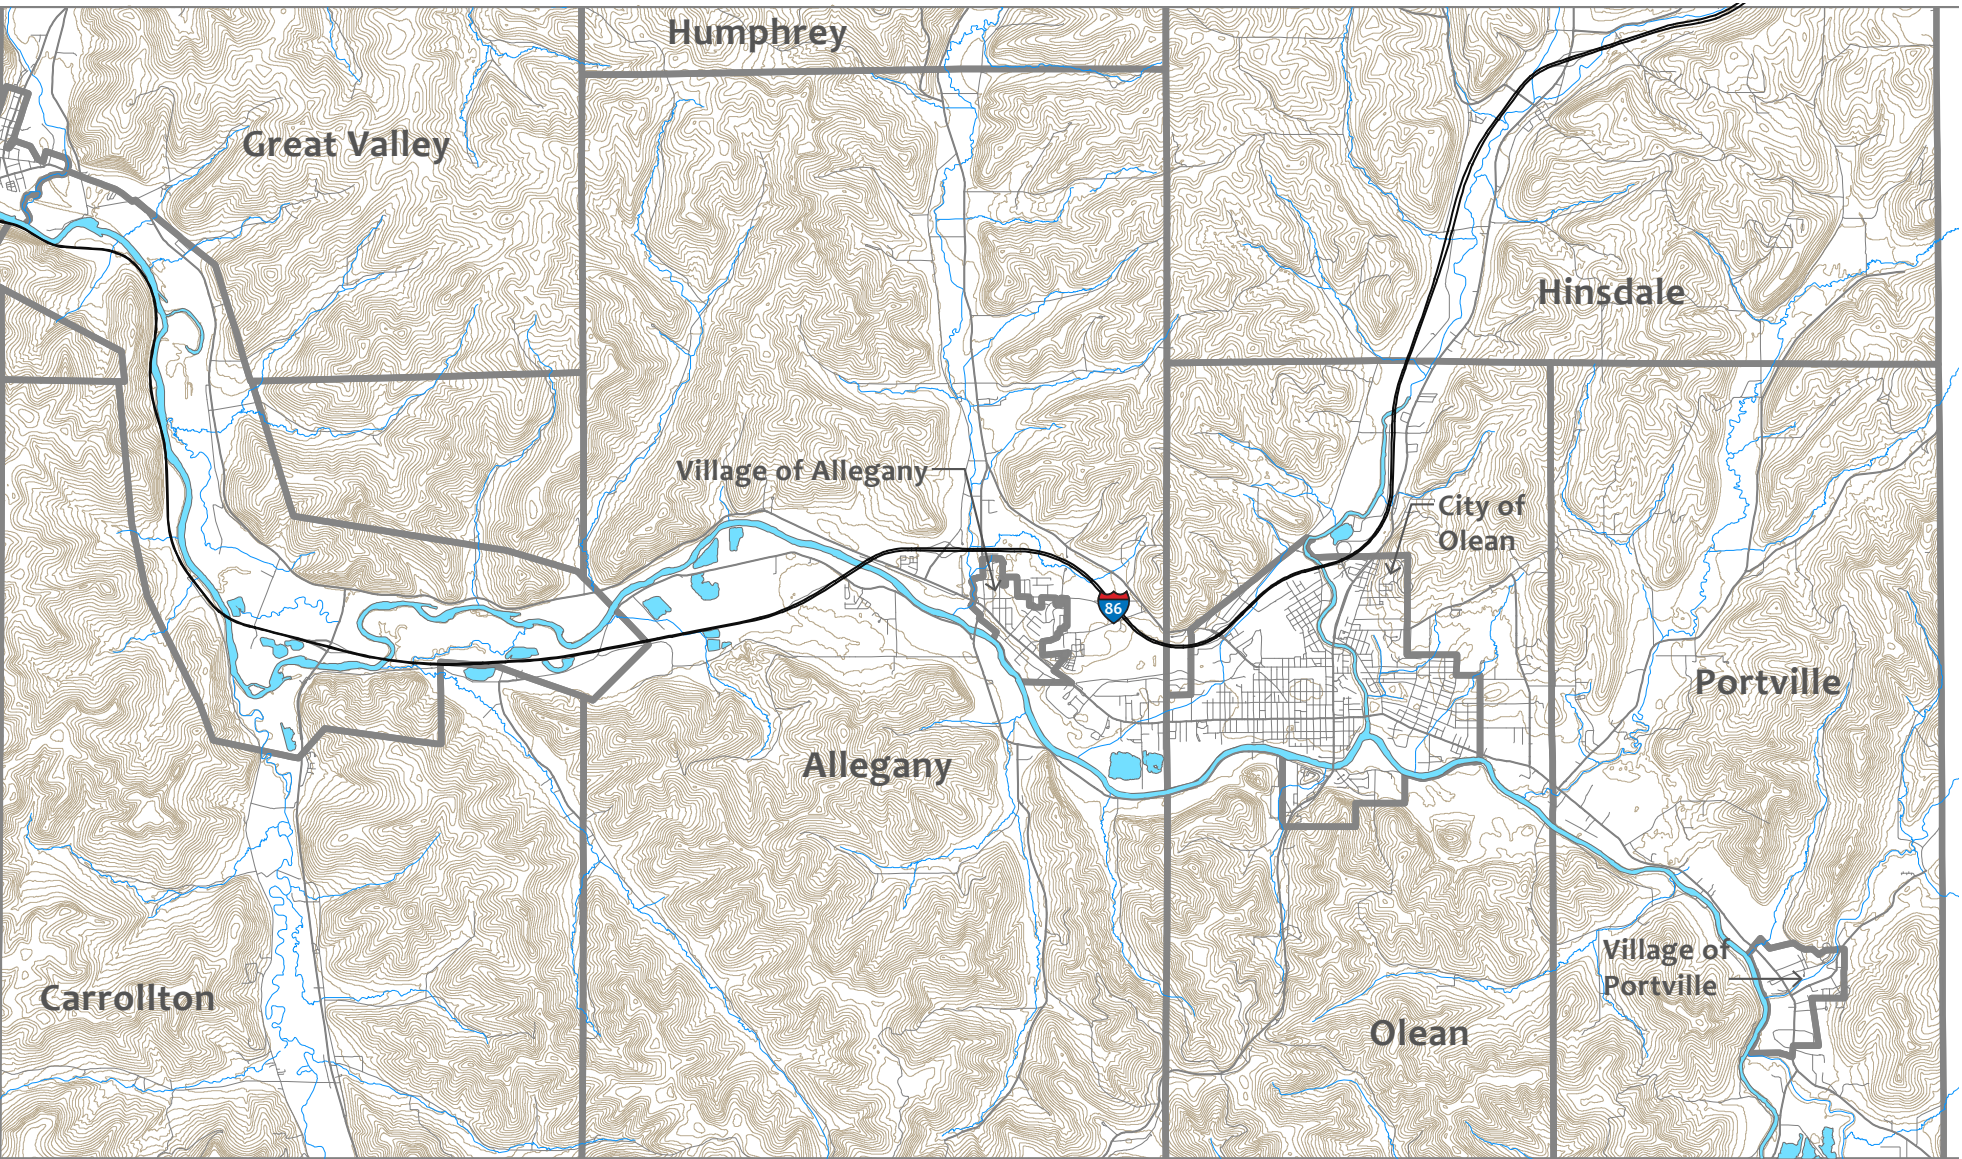 Humphrey
Great Valley
Hinsdale
Village of Allegany
City of
Olean
86
Portville
Allegany
Village of
Portville
Carrollton
Olean